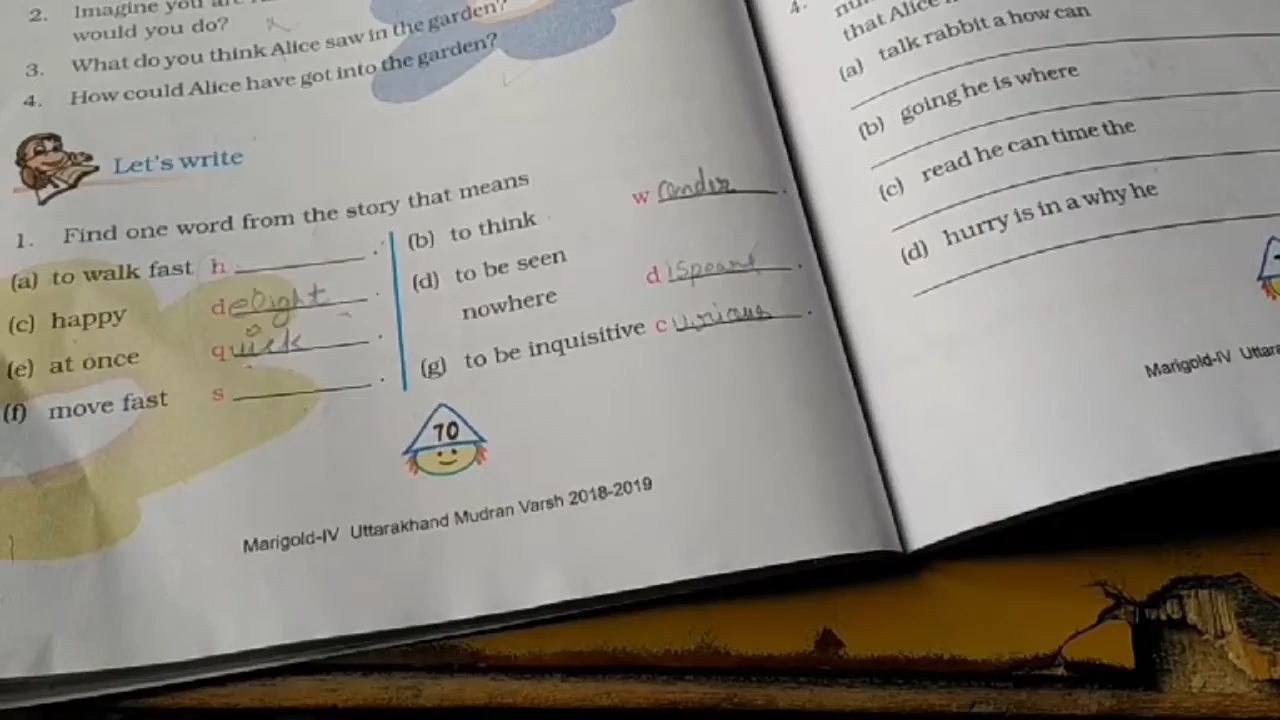 2. Imagine you are
would you do?
3. What do you think Alice saw in the garden?
4. How could Alice have got into the garden?
Let's write
1. Find one word from the story that means
(a) to walk fast h
(b) to think w onder
(c) happy delight
(d) to be seen
nowhere d
(e) at once quick
(f) move fast s
(g) to be inquisitive curious
70
Marigold-IV Uttarakhand Mudran Varsh 2018-2019
4.
that Alice
(a) talk rabbit a how can
(b) going he is where
(c) read he can time the
(d) hurry is in a why he
Marigold-IV